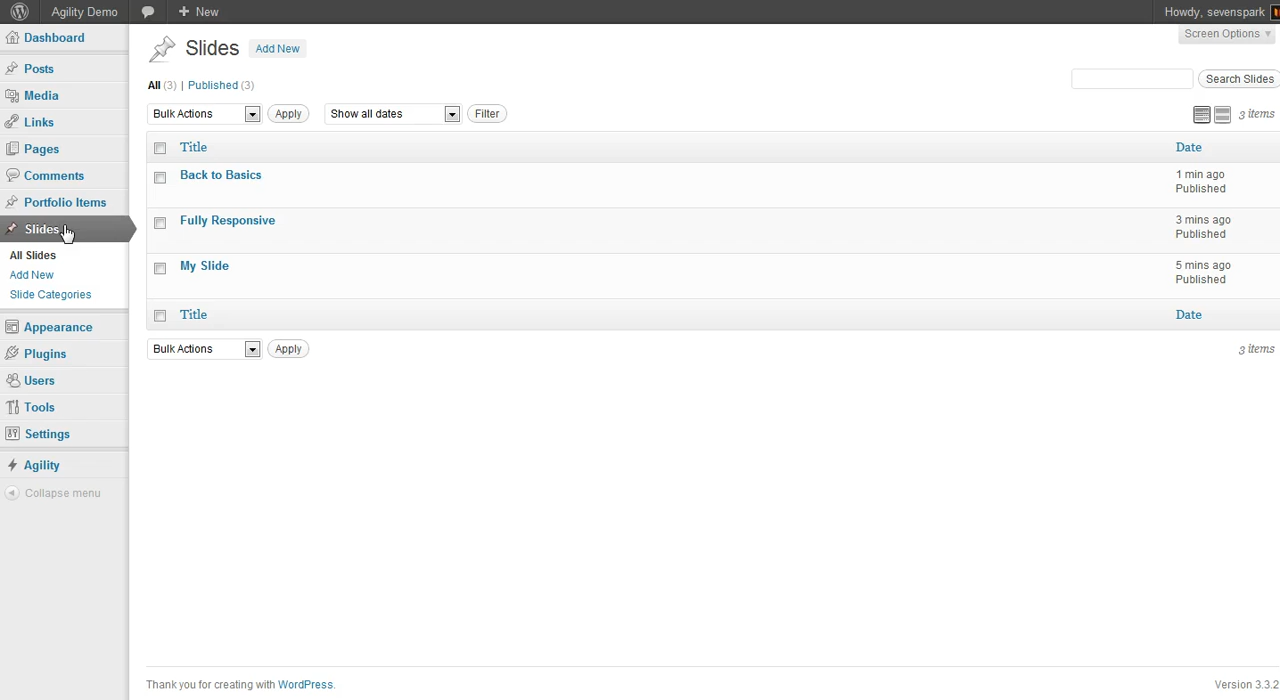 Agility Demo
+ New
Howdy, sevenspark
Dashboard
Posts
Media
Links
Pages
Comments
Portfolio Items
Slides
All Slides
Add New
Slide Categories
Appearance
Plugins
Users
Tools
Settings
Agility
Collapse menu
Screen Options
Slides Add New
All (3) | Published (3)
Search Slides
Bulk Actions Apply Show all dates Filter 3 items
Title Date
Back to Basics 1 min ago
Published
Fully Responsive 3 mins ago
Published
My Slide 5 mins ago
Published
Title Date
Bulk Actions Apply 3 items
Thank you for creating with WordPress. Version 3.3.2